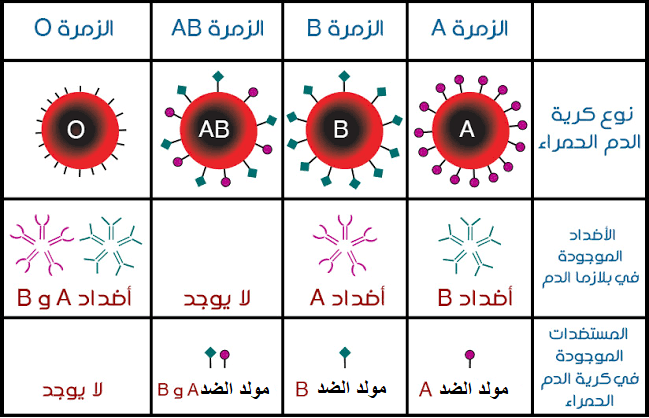 الزمرة A
الزمرة B
الزمرة AB
الزمرة O
نوع كرية
الدم الحمراء
A
B
AB
O
الأضداد
الموجودة
في بلازما الدم
أضداد B
أضداد A
لا يوجد
أضداد A و B
المستضدات
الموجودة
في كرية الدم
الحمراء
مولد الضد A
مولد الضد B
مولد الضد A و B
لا يوجد